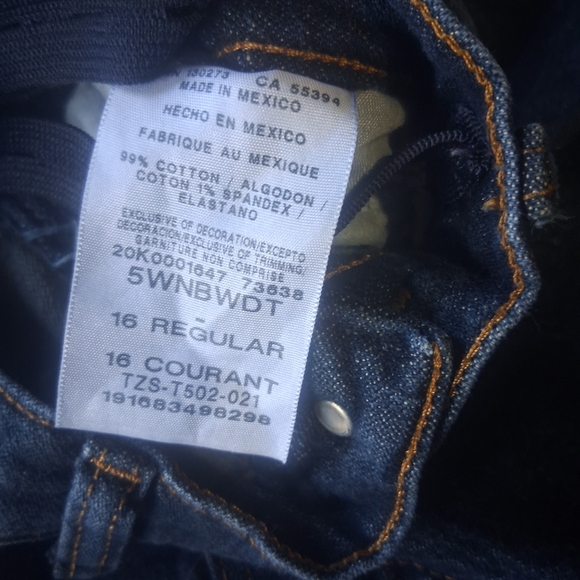 130273 CA 55394
MADE IN MEXICO
HECHO EN MEXICO
FABRIQUE AU MEXIQUE
99% COTTON / ALGODON /
COTON 1% SPANDEX /
ELASTANO
EXCLUSIVE OF DECORATION/EXCEPTO
DECORACION/EXCLUSIVE OF TRIMMING/
GARNITURE NON COMPRISE
20K0001647 73638
5WNBWDT
-
16 REGULAR
16 COURANT
TZS-T502-021
191683498298